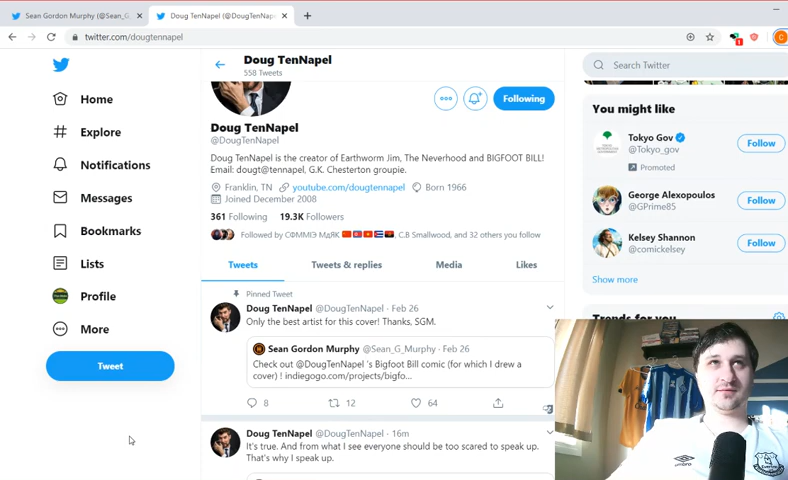 Sean Gordon Murphy (@Sean_G
Doug TenNapel (@DougTenNape
twitter.com/dougtennapel
Doug TenNapel
558 Tweets
Search Twitter
Home
Explore
Notifications
Messages
Bookmarks
Lists
Profile
More
Tweet
Following
Doug TenNapel
@DougTenNapel
Doug TenNapel is the creator of Earthworm Jim, The Neverhood and BIGFOOT BILL!
Email: dougt@tennapel, G.K. Chesterton groupie.
Franklin, TN youtube.com/dougtennapel Born 1966
Joined December 2008
361 Following 19.3K Followers
Followed by СФММІЭ МдЯК, C.B Smallwood, and 32 others you follow
Tweets Tweets & replies Media Likes
Pinned Tweet
Doug TenNapel @DougTenNapel · Feb 26
Only the best artist for this cover! Thanks, SGM.
Sean Gordon Murphy @Sean_G_Murphy · Feb 26
Check out @DougTenNapel 's Bigfoot Bill comic (for which I drew a
cover) ! indiegogo.com/projects/bigfo...
8 12 64
Doug TenNapel @DougTenNapel · 16m
It's true. And from what I see everyone should be too scared to speak up.
That's why I speak up.
You might like
Tokyo Gov
@Tokyo_gov
Promoted
Follow
George Alexopoulos
@GPrime85
Follow
Kelsey Shannon
@comickelsey
Follow
Show more
Trends for you
umbro
Everton